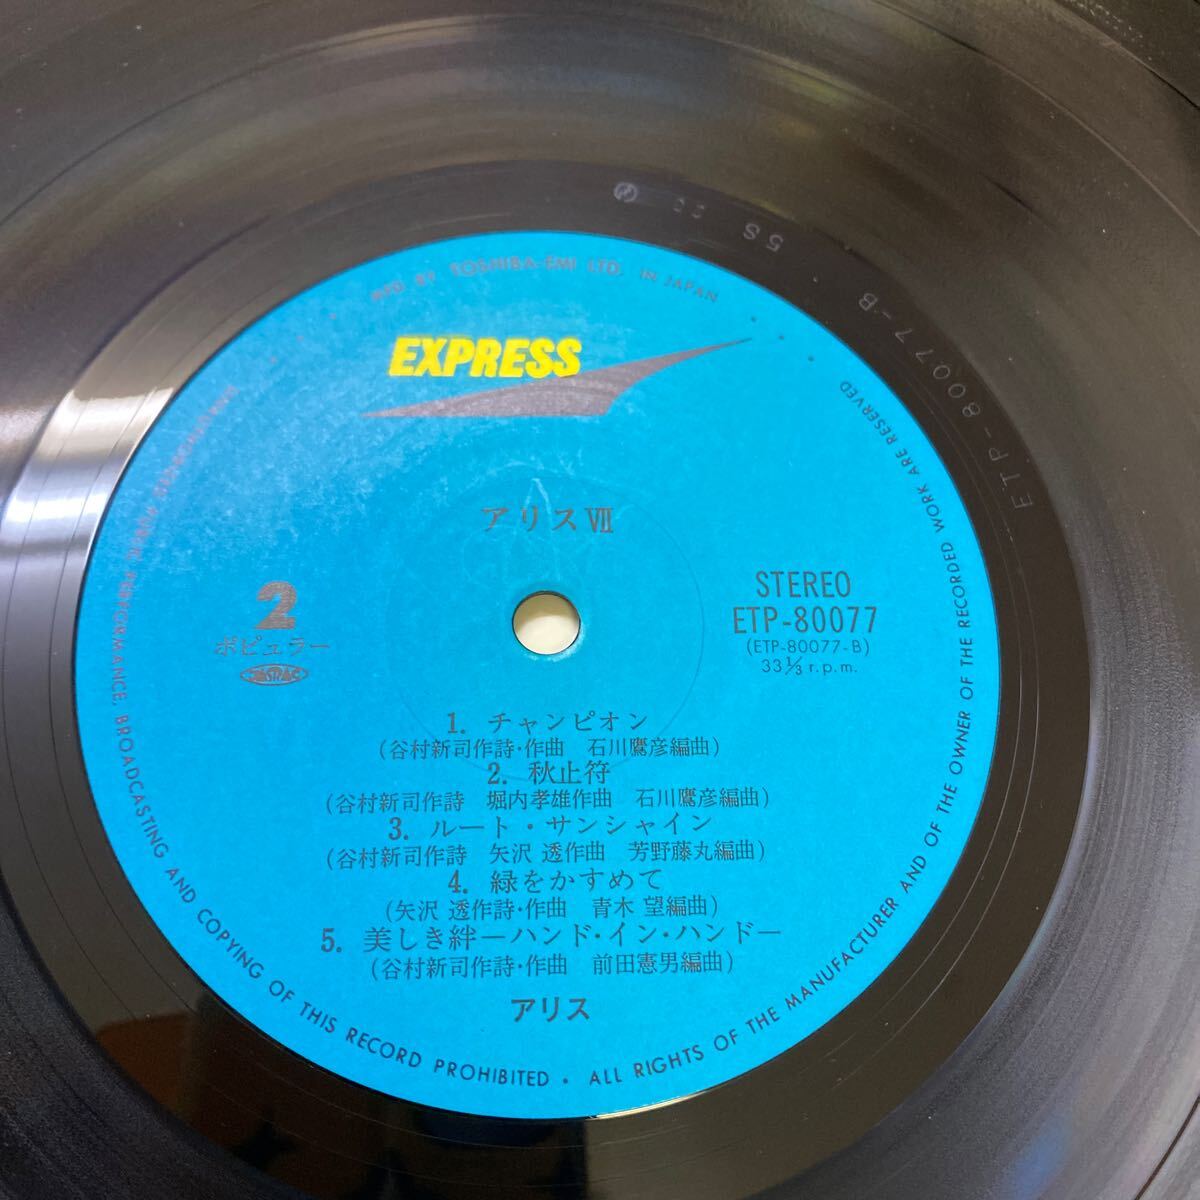 MFD. BY TOSHIBA-EMI LTD. IN JAPAN
EXPRESS
アリスⅦ
2
ポピュラー
JASRAC
STEREO
ETP-80077
(ETP-80077-B)
33⅓ r.p.m.
1. チャンピオン
(谷村新司作詩・作曲 石川鷹彦編曲)
2. 秋止符
(谷村新司作詩 堀内孝雄作曲 石川鷹彦編曲)
3. ルート・サンシャイン
(谷村新司作詩 矢沢 透作曲 芳野藤丸編曲)
4. 緑をかすめて
(矢沢 透作詩・作曲 青木 望編曲)
5. 美しき絆―ハンド・イン・ハンド―
(谷村新司作詩・作曲 前田憲男編曲)
アリス
UNAUTHORIZED PUBLIC PERFORMANCE, BROADCASTING AND COPYING OF THIS RECORD PROHIBITED • ALL RIGHTS OF THE MANUFACTURER AND OF THE OWNER OF THE RECORDED WORK ARE RESERVED
ETP-80077-B
5S